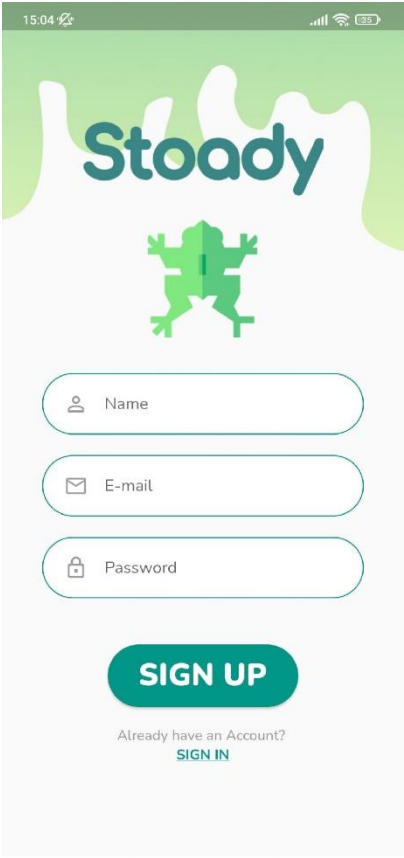 15:04
35
Stoady
Name
E-mail
Password
SIGN UP
Already have an Account?
SIGN IN